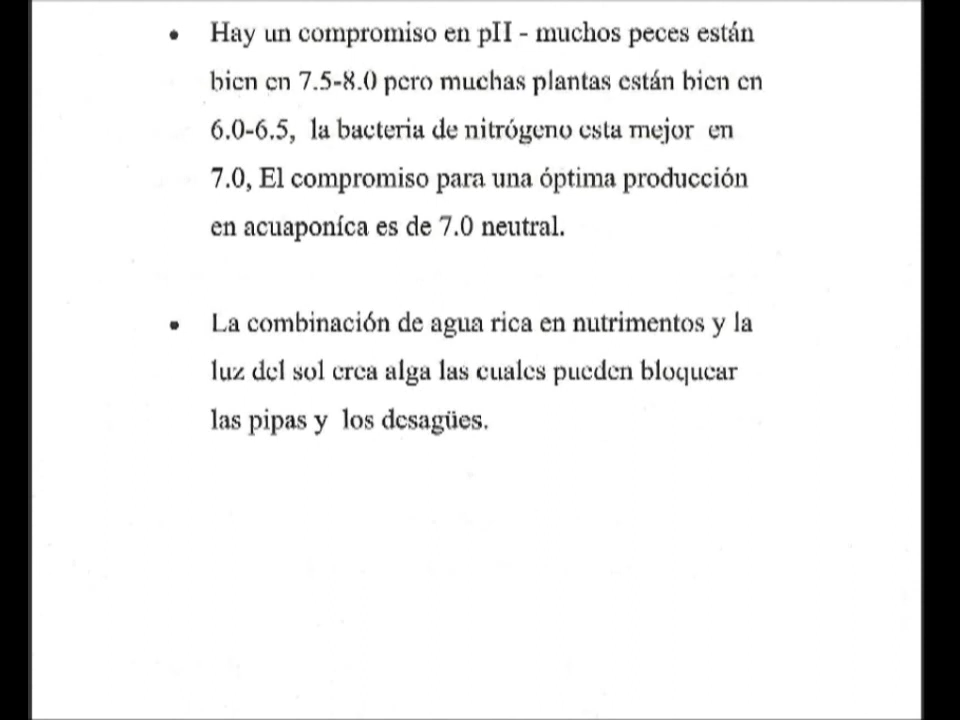 • Hay un compromiso en pH - muchos peces están
bien en 7.5-8.0 pero muchas plantas están bien en
6.0-6.5, la bacteria de nitrógeno esta mejor en
7.0, El compromiso para una óptima producción
en acuaponíca es de 7.0 neutral.
• La combinación de agua rica en nutrimentos y la
luz del sol crea alga las cuales pueden bloquear
las pipas y los desagües.